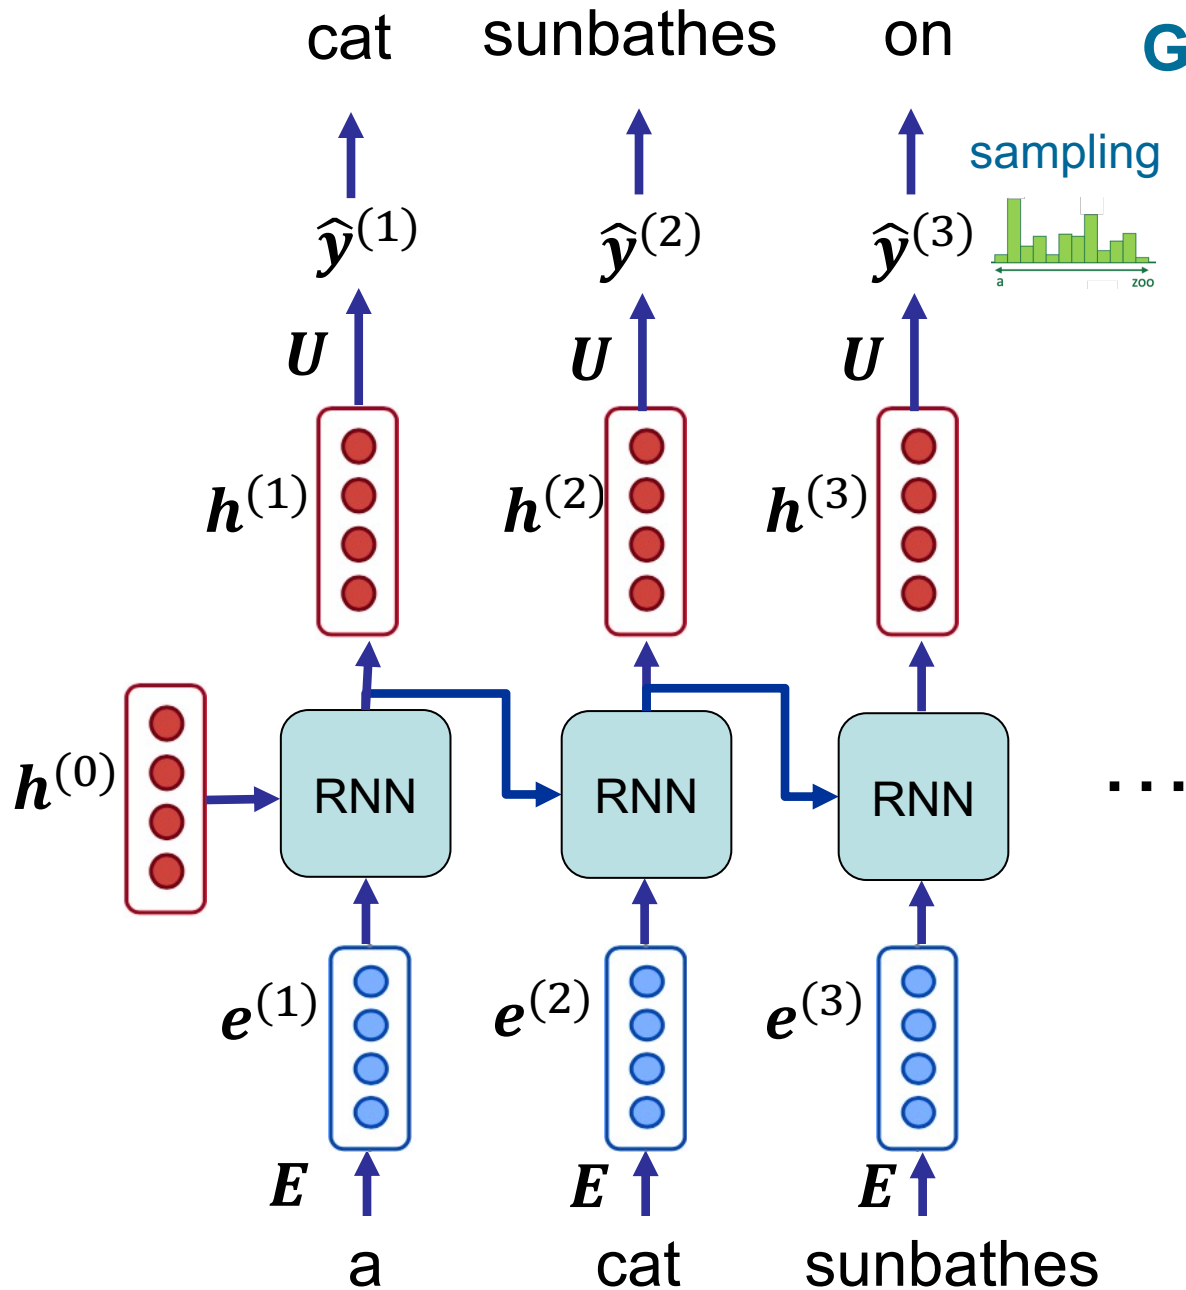 cat sunbathes on G
sampling
ŷ⁽¹⁾ ŷ⁽²⁾ ŷ⁽³⁾
a zoo
U U U
h⁽¹⁾ h⁽²⁾ h⁽³⁾
h⁽⁰⁾ RNN RNN RNN ...
e⁽¹⁾ e⁽²⁾ e⁽³⁾
E E E
a cat sunbathes